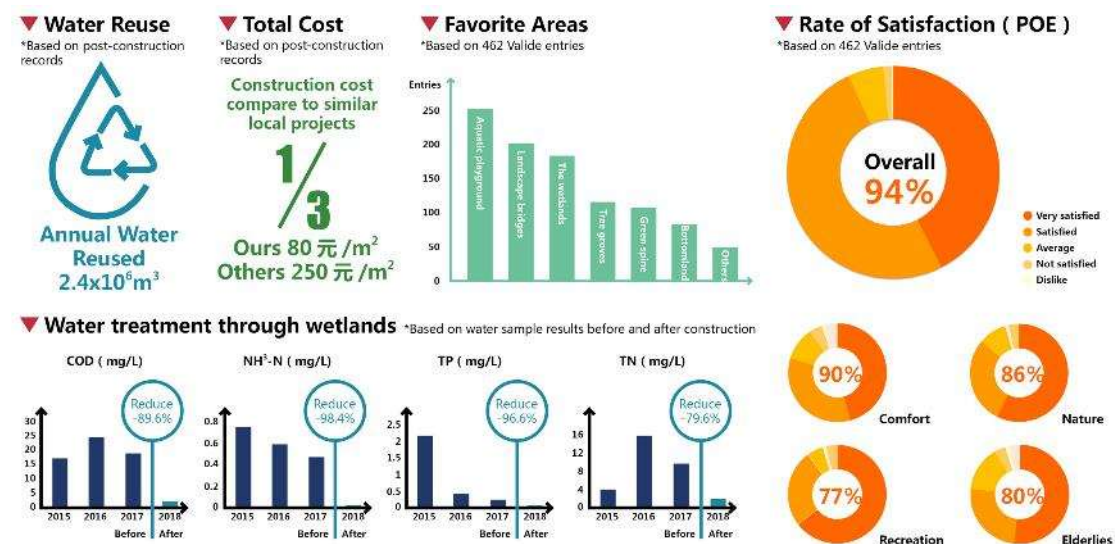 Water Reuse
*Based on post-construction
records
Annual Water
Reused
2.4x10⁶m³
Total Cost
*Based on post-construction
records
Construction cost
compare to similar
local projects
1/3
Ours 80 元 /m²
Others 250 元 /m²
Favorite Areas
*Based on 462 Valide entries
Entries
250
200
150
100
50
0
Aquatic playground
Landscape bridges
The wetlands
Tree groves
Green spine
Bottomland
Others
Rate of Satisfaction ( POE )
*Based on 462 Valide entries
Overall
94%
Very satisfied
Satisfied
Average
Not satisfied
Dislike
Water treatment through wetlands *Based on water sample results before and after construction
COD ( mg/L)
Reduce
-89.6%
30
25
20
15
10
5
0
2015 2016 2017 2018
Before After
NH³-N ( mg/L)
Reduce
-98.4%
0.8
0.6
0.4
0.2
0
2015 2016 2017 2018
Before After
TP ( mg/L)
Reduce
-96.6%
2.5
2
1.5
1
0.5
0
2015 2016 2017 2018
Before After
TN ( mg/L)
Reduce
-79.6%
16
12
8
4
0
2015 2016 2017 2018
Before After
90%
Comfort
86%
Nature
77%
Recreation
80%
Elderlies